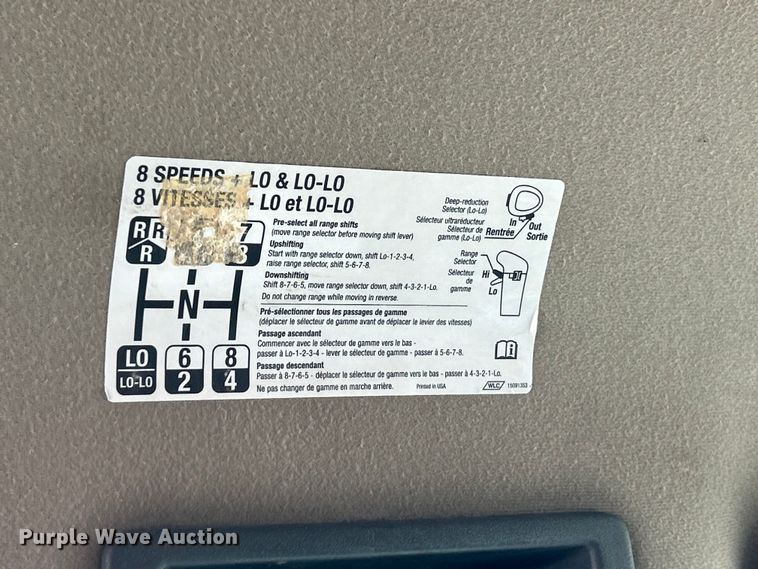 8 SPEEDS + LO & LO-LO
8 VITESSES + LO et LO-LO
R R 7
R 3
N
LO 6 8
LO-LO 2 4
Pre-select all range shifts
(move range selector before moving shift lever)
Upshifting
Start with range selector down, shift Lo-1-2-3-4,
raise range selector, shift 5-6-7-8.
Downshifting
Shift 8-7-6-5, move range selector down, shift 4-3-2-1-Lo.
Do not change range while moving in reverse.
Pré-sélectionner tous les passages de gamme
(déplacer le sélecteur de gamme avant de déplacer le levier des vitesses)
Passage ascendant
Commencer avec le sélecteur de gamme vers le bas -
passer à Lo-1-2-3-4 - lever le sélecteur de gamme - passer à 5-6-7-8.
Passage descendant
Passer à 8-7-6-5 - déplacer le sélecteur de gamme vers le bas - passer à 4-3-2-1-Lo.
Ne pas changer de gamme en marche arrière.
Printed in USA
WLC
15091353
Deep-reduction
Selector (Lo-Lo)
Sélecteur ultraréducteur
Sélecteur de
gamme (Lo-Lo)
In Out
Rentrée Sortie
Range
Selector
Sélecteur
de
gamme
Hi
Lo
i
Purple Wave Auction